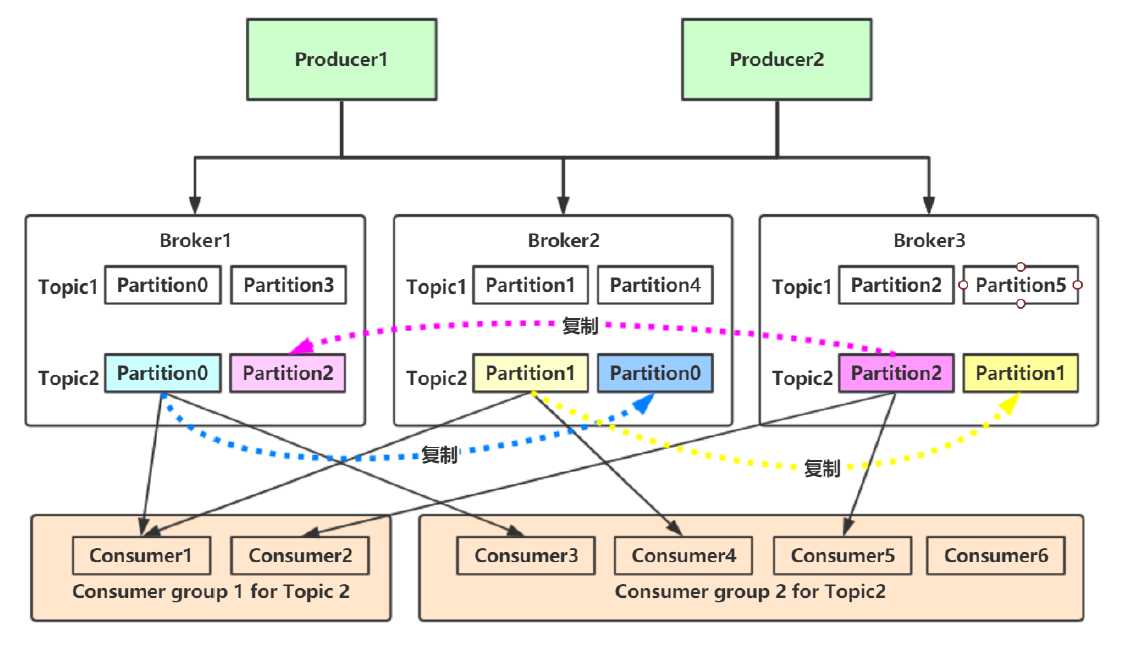 Producer1
Producer2
Broker1
Broker2
Broker3
Topic1 Partition0 Partition3
Topic1 Partition1 Partition4
Topic1 Partition2 Partition5
复制
Topic2 Partition0 Partition2
Topic2 Partition1 Partition0
Topic2 Partition2 Partition1
复制
复制
Consumer1 Consumer2
Consumer group 1 for Topic 2
Consumer3 Consumer4 Consumer5 Consumer6
Consumer group 2 for Topic2